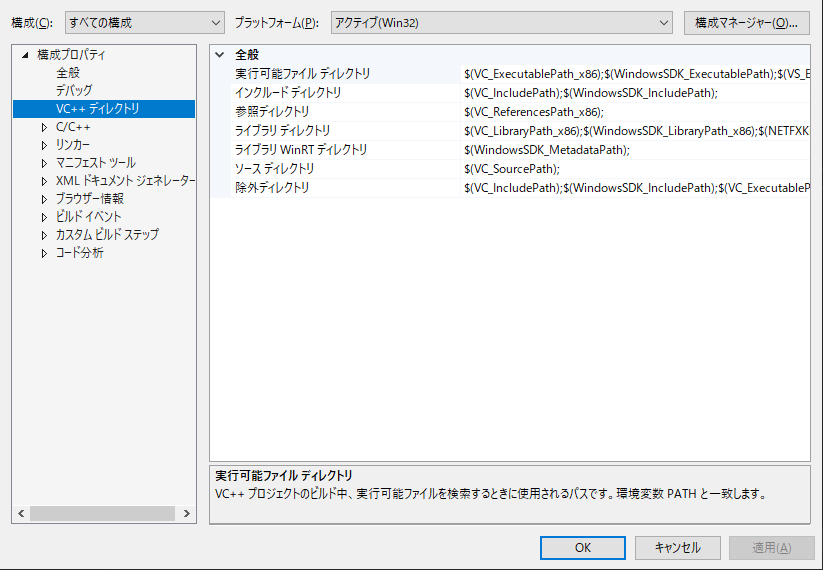 構成(C): すべての構成 プラットフォーム(P): アクティブ(Win32) 構成マネージャー(O)...
構成プロパティ
全般
デバッグ
VC++ ディレクトリ
C/C++
リンカー
マニフェスト ツール
XML ドキュメント ジェネレーター
ブラウザー情報
ビルド イベント
カスタム ビルド ステップ
コード分析
全般
実行可能ファイル ディレクトリ $(VC_ExecutablePath_x86);$(WindowsSDK_ExecutablePath);$(VS_E
インクルード ディレクトリ $(VC_IncludePath);$(WindowsSDK_IncludePath);
参照ディレクトリ $(VC_ReferencesPath_x86);
ライブラリ ディレクトリ $(VC_LibraryPath_x86);$(WindowsSDK_LibraryPath_x86);$(NETFXK
ライブラリ WinRT ディレクトリ $(WindowsSDK_MetadataPath);
ソース ディレクトリ $(VC_SourcePath);
除外ディレクトリ $(VC_IncludePath);$(WindowsSDK_IncludePath);$(VC_ExecutableP
実行可能ファイル ディレクトリ
VC++ プロジェクトのビルド中、実行可能ファイルを検索するときに使用されるパスです。環境変数 PATH と一致します。
OK キャンセル 適用(A)